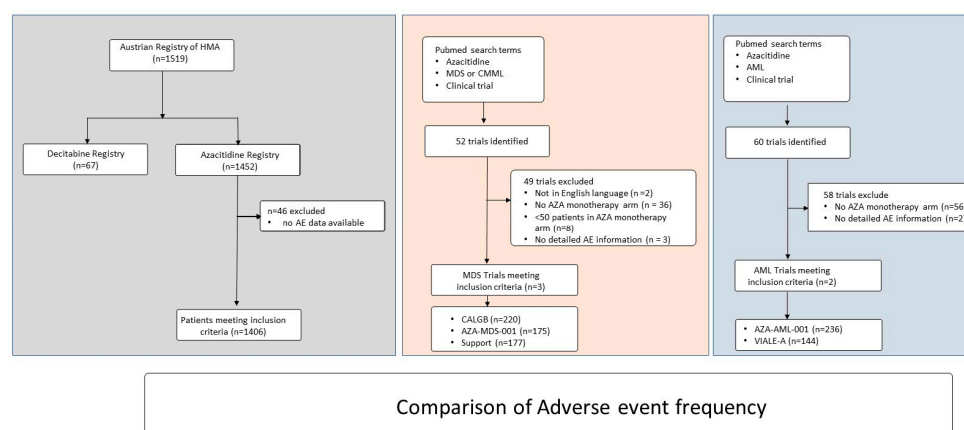 Austrian Registry of HMA
(n=1519)
Decitabine Registry
(n=67)
Azacitidine Registry
(n=1452)
n=46 excluded
• no AE data available
Patients meeting inclusion
criteria (n=1406)
Pubmed search terms
• Azacitidine
• MDS or CMML
• Clinical trial
52 trials identified
49 trials excluded
• Not in English language (n =2)
• No AZA monotherapy arm (n = 36)
• <50 patients in AZA monotherapy
arm (n=8)
• No detailed AE information (n = 3)
MDS Trials meeting
inclusion criteria (n=3)
• CALGB (n=220)
• AZA-MDS-001 (n=175)
• Support (n=177)
Pubmed search terms
• Azacitidine
• AML
• Clinical trial
60 trials identified
58 trials exclude
• No AZA monotherapy arm (n=56
• No detailed AE information (n=2
AML Trials meeting
inclusion criteria (n=2)
• AZA-AML-001 (n=236)
• VIALE-A (n=144)
Comparison of Adverse event frequency